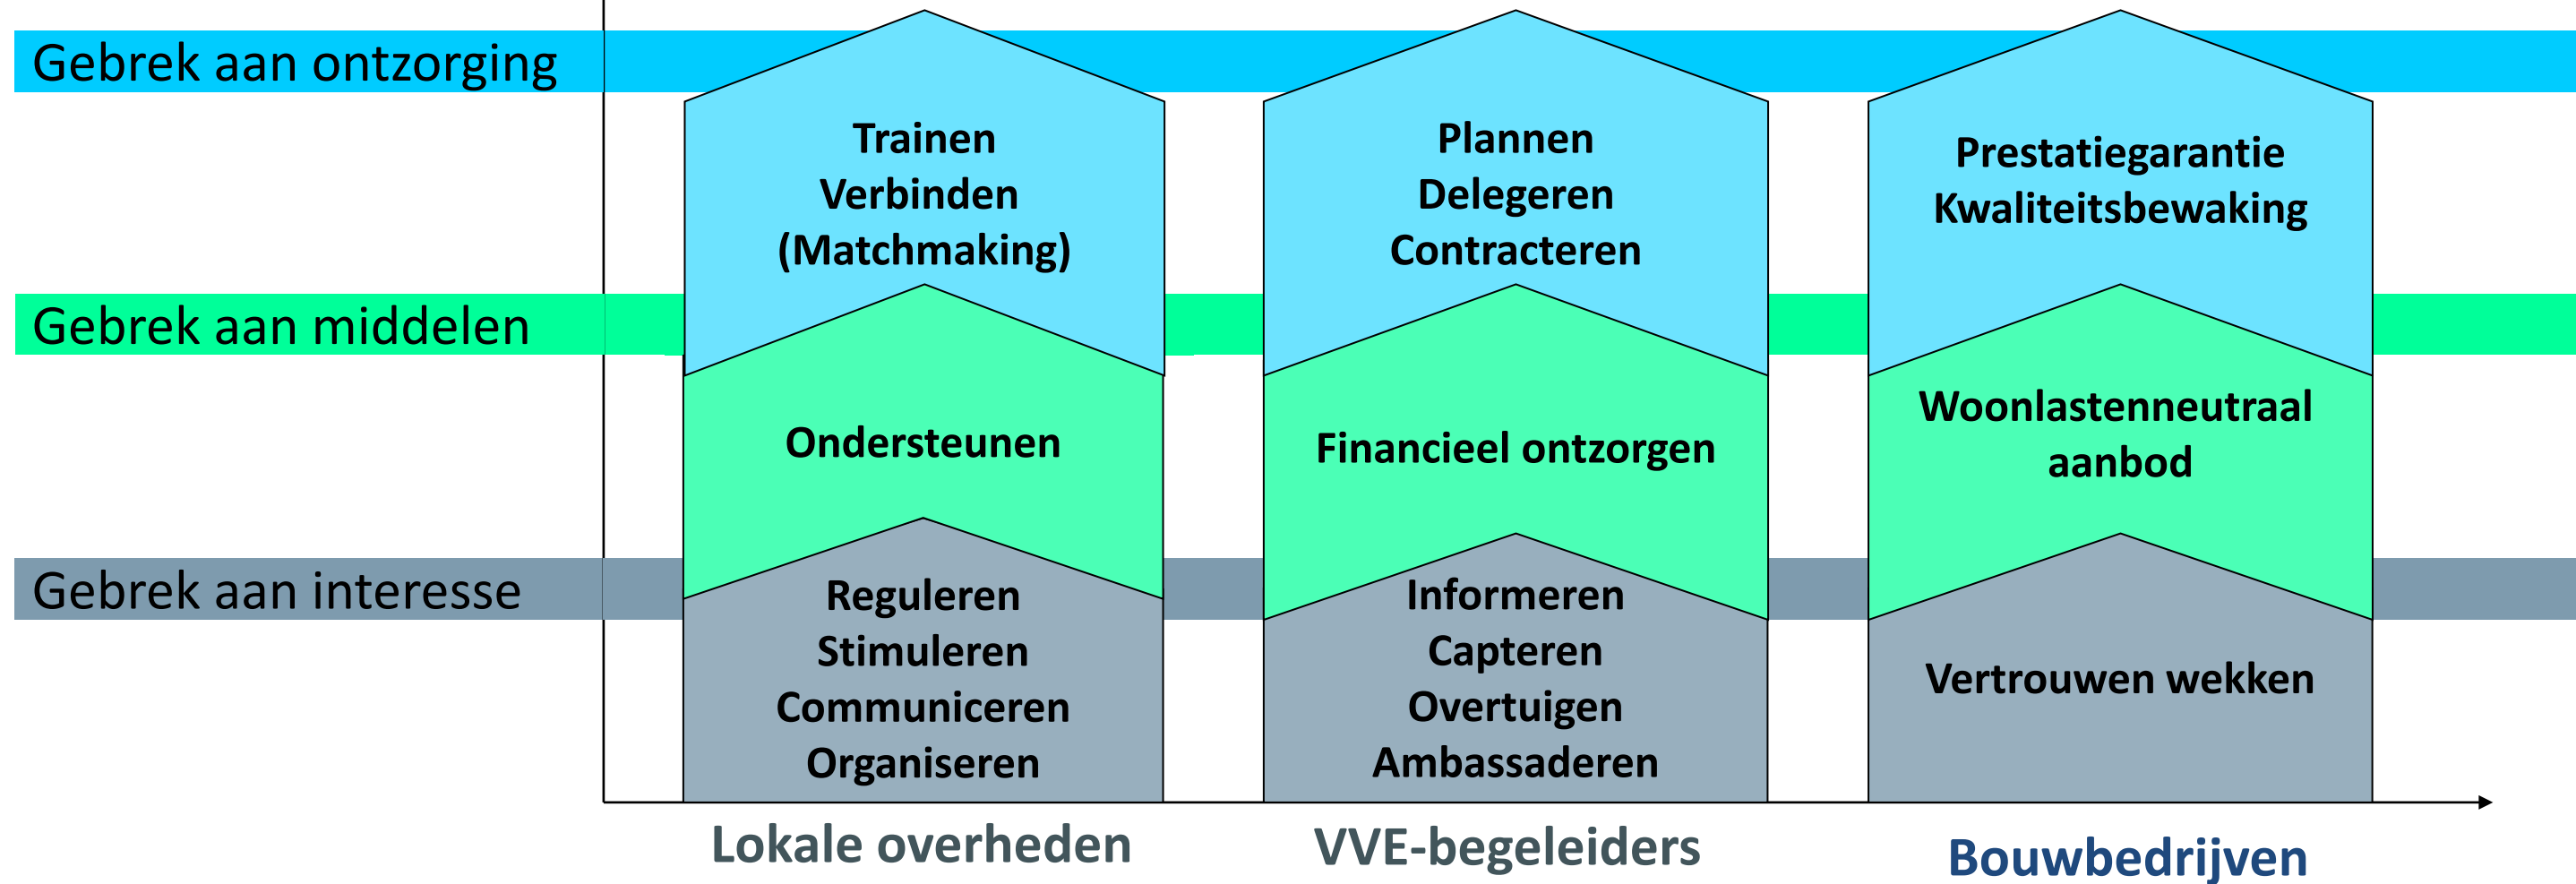 Gebrek aan ontzorging
Trainen
Verbinden
(Matchmaking)
Plannen
Delegeren
Contracteren
Prestatiegarantie
Kwaliteitsbewaking
Gebrek aan middelen
Ondersteunen
Financieel ontzorgen
Woonlastenneutraal
aanbod
Gebrek aan interesse
Reguleren
Stimuleren
Communiceren
Organiseren
Informeren
Capteren
Overtuigen
Ambassaderen
Vertrouwen wekken
Lokale overheden
VVE-begeleiders
Bouwbedrijven